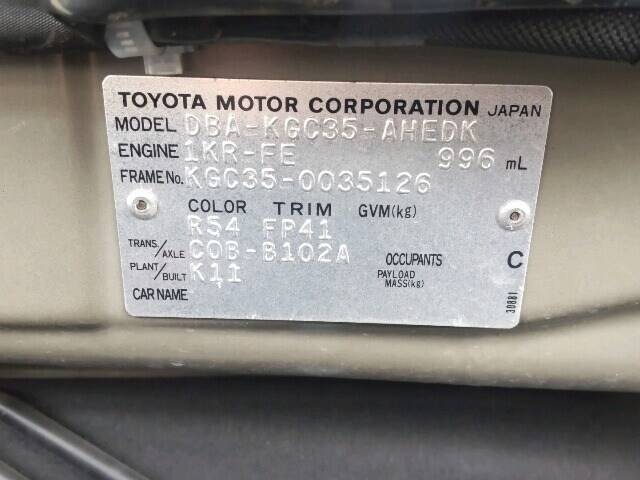 TOYOTA MOTOR CORPORATION JAPAN
MODEL DBA-KGC35-AHEDK
ENGINE 1KR-FE 996 mL
FRAME No. KGC35-0035126
COLOR TRIM GVM(kg)
R54 FP41
TRANS./AXLE C0B-B102A OCCUPANTS C
PLANT/BUILT K11 PAYLOAD MASS(kg)
CAR NAME
30881